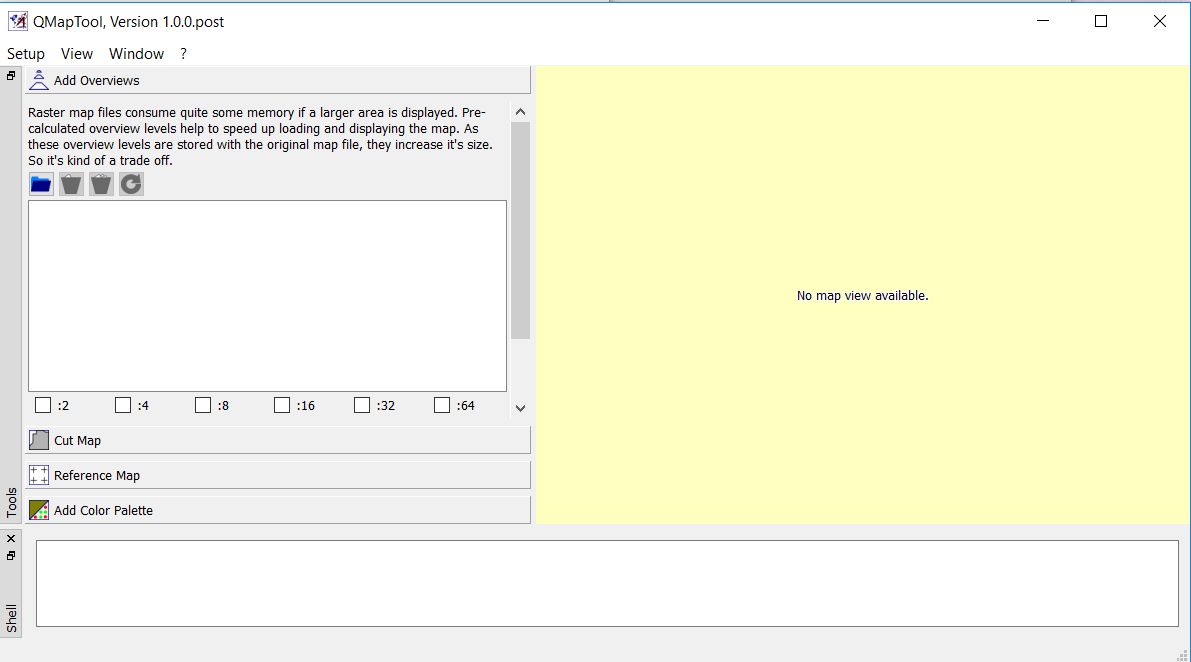 QMapTool, Version 1.0.0.post
Setup View Window ?
Add Overviews
Raster map files consume quite some memory if a larger area is displayed. Pre-
calculated overview levels help to speed up loading and displaying the map. As
these overview levels are stored with the original map file, they increase it's size.
So it's kind of a trade off.
:2 :4 :8 :16 :32 :64
Cut Map
Reference Map
Add Color Palette
Tools
No map view available.
Shell